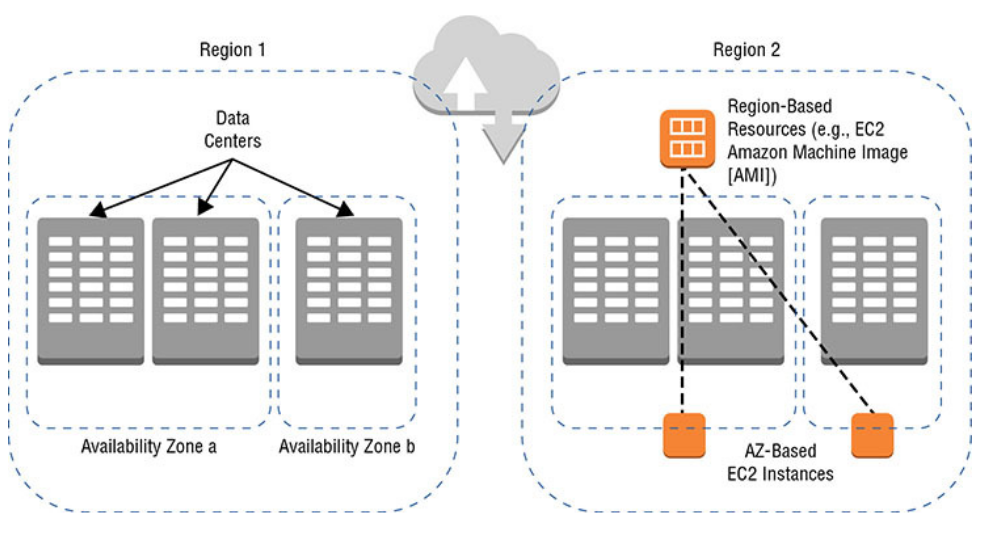 Region 1
Region 2
Data
Centers
Region-Based
Resources (e.g., EC2
Amazon Machine Image
[AMI])
Availability Zone a
Availability Zone b
AZ-Based
EC2 Instances